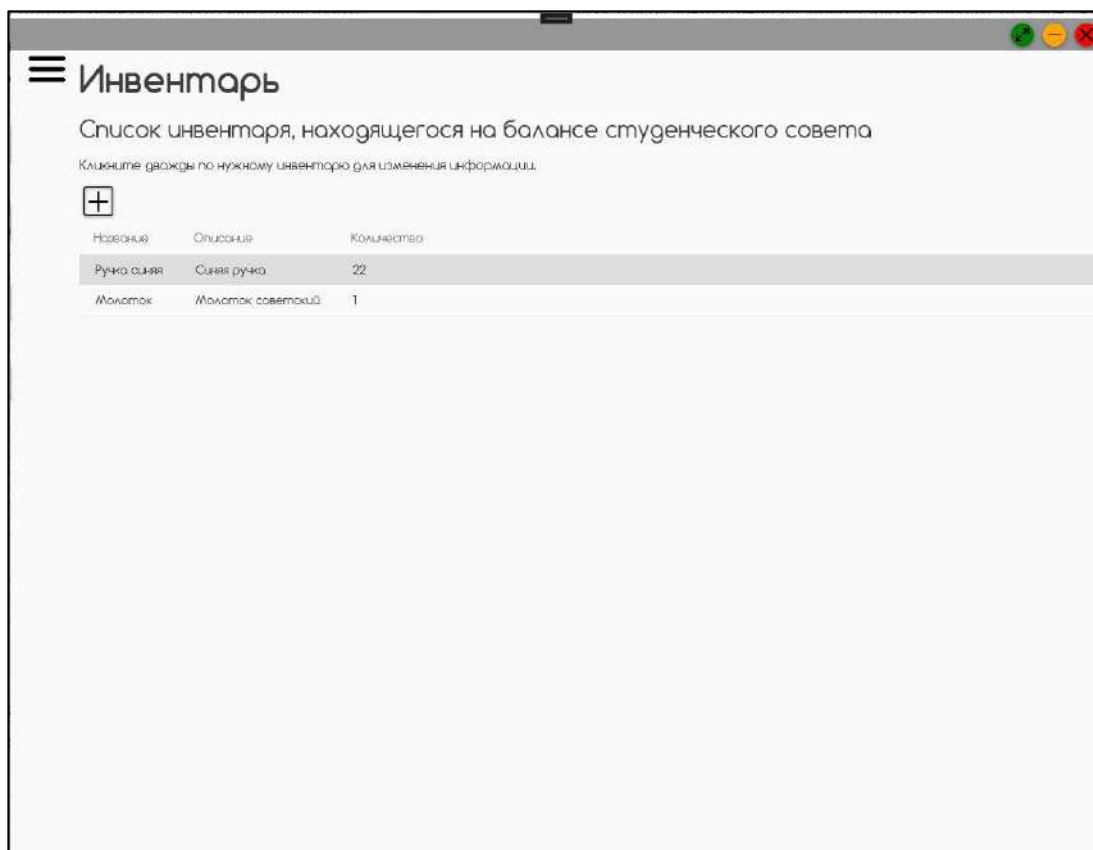 Инвентарь
Список инвентаря, находящегося на балансе студенческого совета
Кликните дважды по нужному инвентарю для изменения информации.
Название Описание Количество
Ручка синяя Синяя ручка 22
Молоток Молоток советский 1